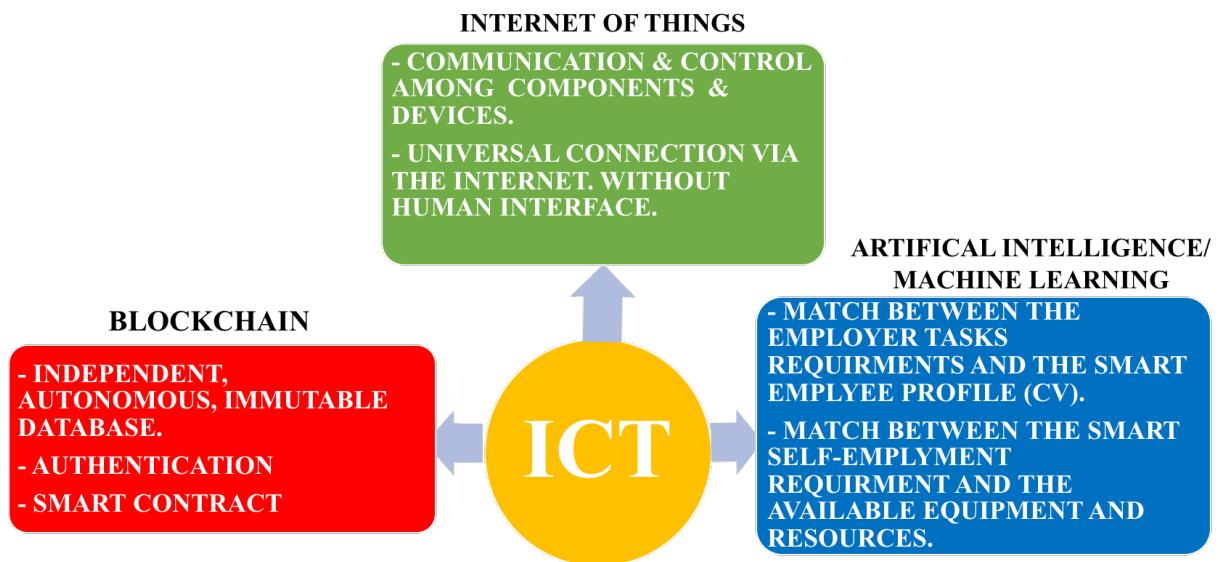 INTERNET OF THINGS
- COMMUNICATION & CONTROL
AMONG COMPONENTS &
DEVICES.
- UNIVERSAL CONNECTION VIA
THE INTERNET. WITHOUT
HUMAN INTERFACE.
ARTIFICAL INTELLIGENCE/
MACHINE LEARNING
- MATCH BETWEEN THE
EMPLOYER TASKS
REQUIRMENTS AND THE SMART
EMPLYEE PROFILE (CV).
- MATCH BETWEEN THE SMART
SELF-EMPLYMENT
REQUIRMENT AND THE
AVAILABLE EQUIPMENT AND
RESOURCES.
BLOCKCHAIN
- INDEPENDENT,
AUTONOMOUS, IMMUTABLE
DATABASE.
- AUTHENTICATION
- SMART CONTRACT
ICT